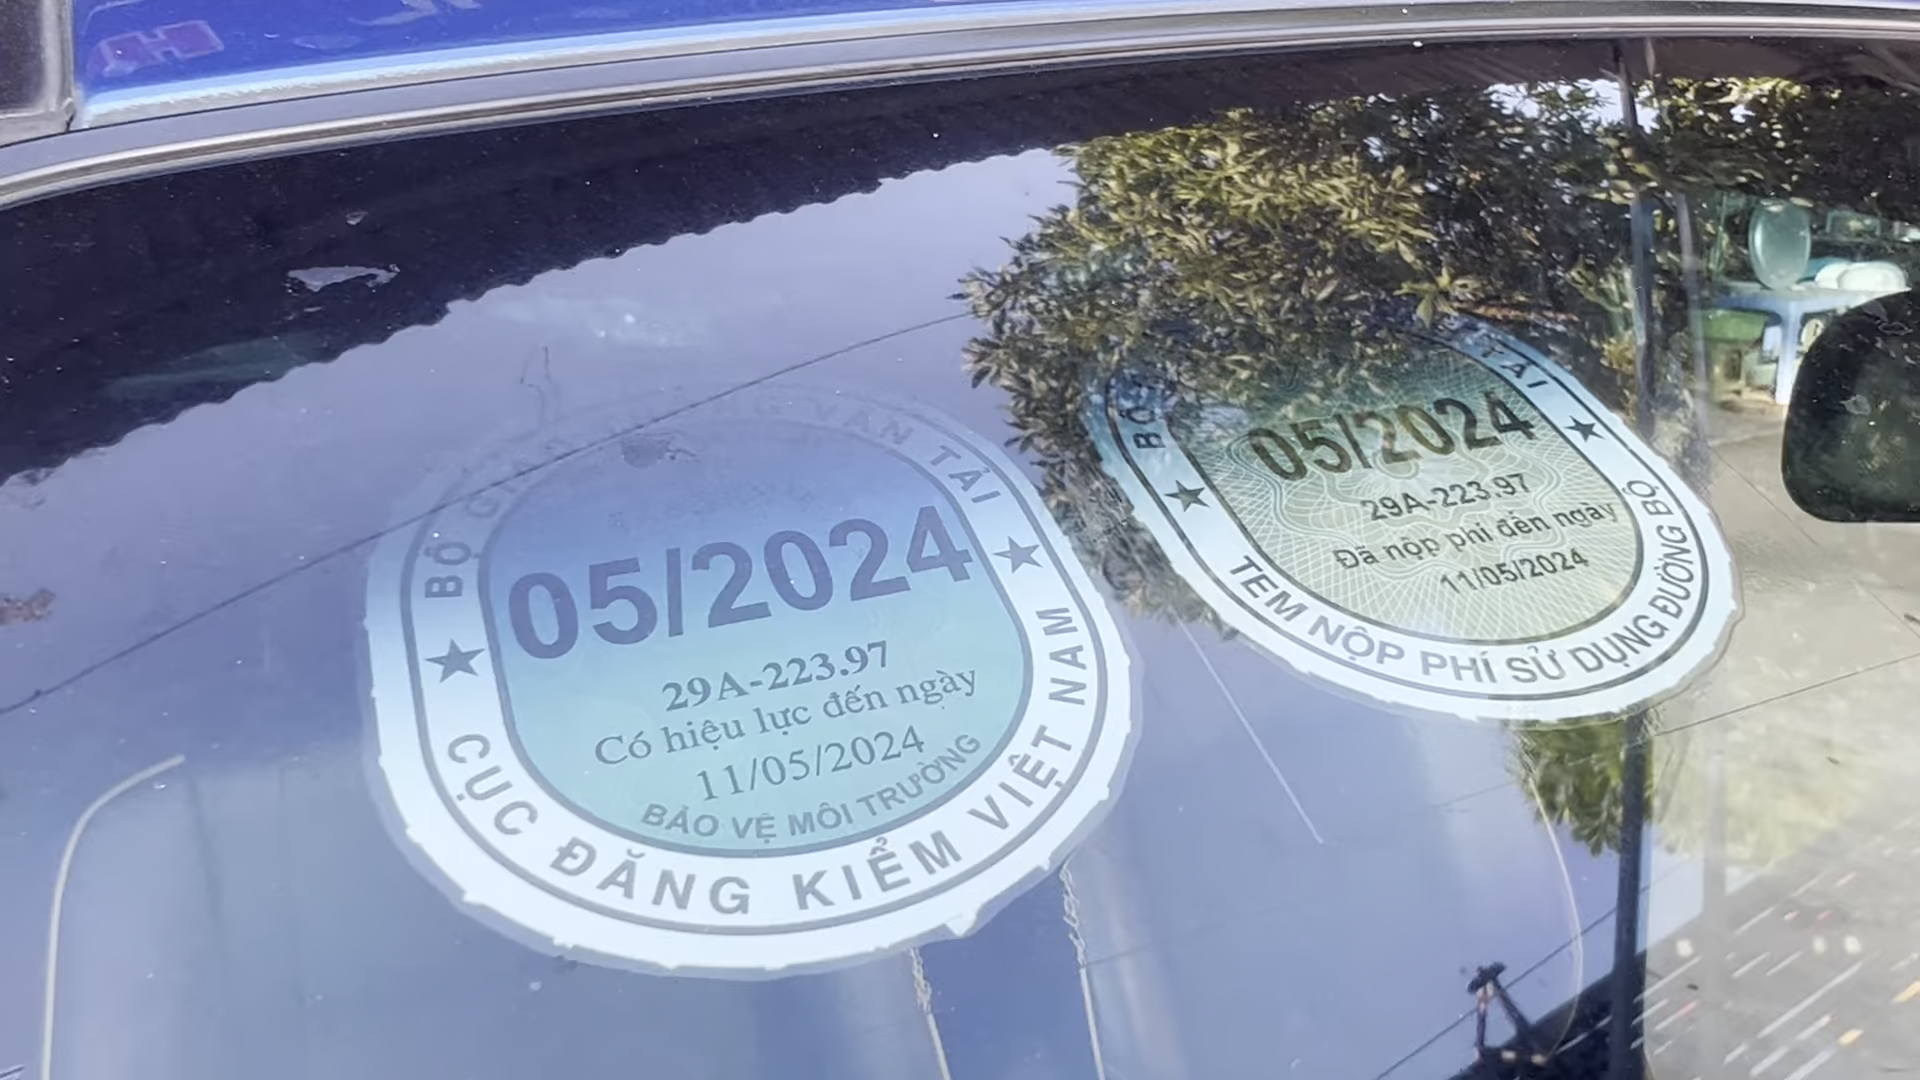 BỘ GIAO THÔNG VẬN TẢI
05/2024
29A-223.97
Có hiệu lực đến ngày
11/05/2024
BẢO VỆ MÔI TRƯỜNG
CỤC ĐĂNG KIỂM VIỆT NAM
BỘ
TẢI
05/2024
29A-223.97
Đã nộp phí đến ngày
11/05/2024
TEM NỘP PHÍ SỬ DỤNG ĐƯỜNG BỘ